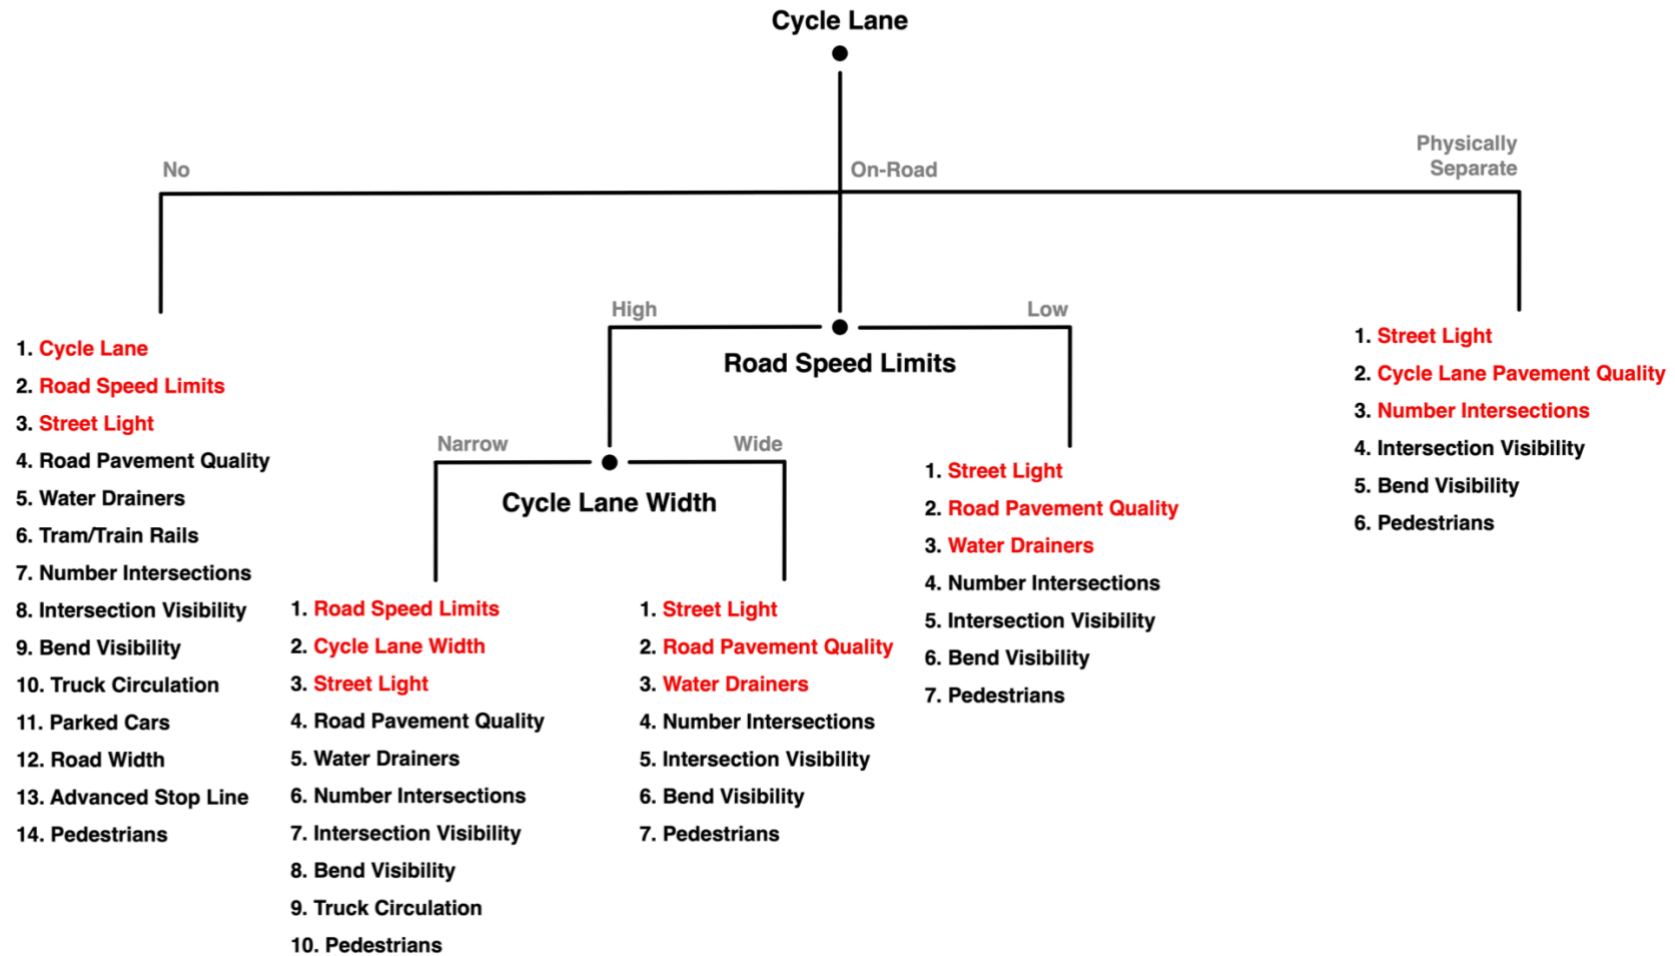 Cycle Lane
No
On-Road
Physically
Separate
High
Low
Road Speed Limits
Narrow
Wide
Cycle Lane Width
1. Cycle Lane
2. Road Speed Limits
3. Street Light
4. Road Pavement Quality
5. Water Drainers
6. Tram/Train Rails
7. Number Intersections
8. Intersection Visibility
9. Bend Visibility
10. Truck Circulation
11. Parked Cars
12. Road Width
13. Advanced Stop Line
14. Pedestrians
1. Road Speed Limits
2. Cycle Lane Width
3. Street Light
4. Road Pavement Quality
5. Water Drainers
6. Number Intersections
7. Intersection Visibility
8. Bend Visibility
9. Truck Circulation
10. Pedestrians
1. Street Light
2. Road Pavement Quality
3. Water Drainers
4. Number Intersections
5. Intersection Visibility
6. Bend Visibility
7. Pedestrians
1. Street Light
2. Road Pavement Quality
3. Water Drainers
4. Number Intersections
5. Intersection Visibility
6. Bend Visibility
7. Pedestrians
1. Street Light
2. Cycle Lane Pavement Quality
3. Number Intersections
4. Intersection Visibility
5. Bend Visibility
6. Pedestrians